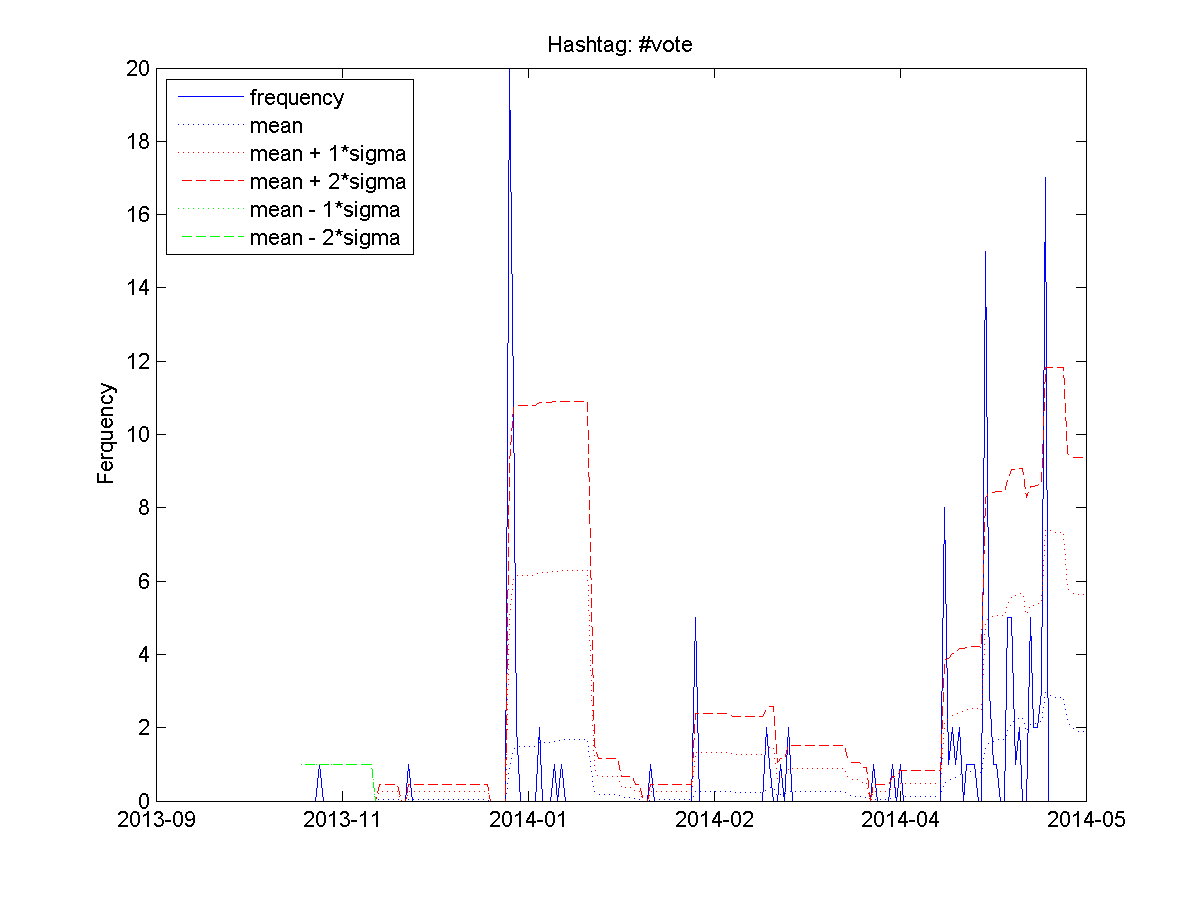 Hashtag: #vote
20
18
16
14
12
10
8
6
4
2
0
Ferquency
frequency
mean
mean + 1*sigma
mean + 2*sigma
mean - 1*sigma
mean - 2*sigma
2013-09 2013-11 2014-01 2014-02 2014-04 2014-05